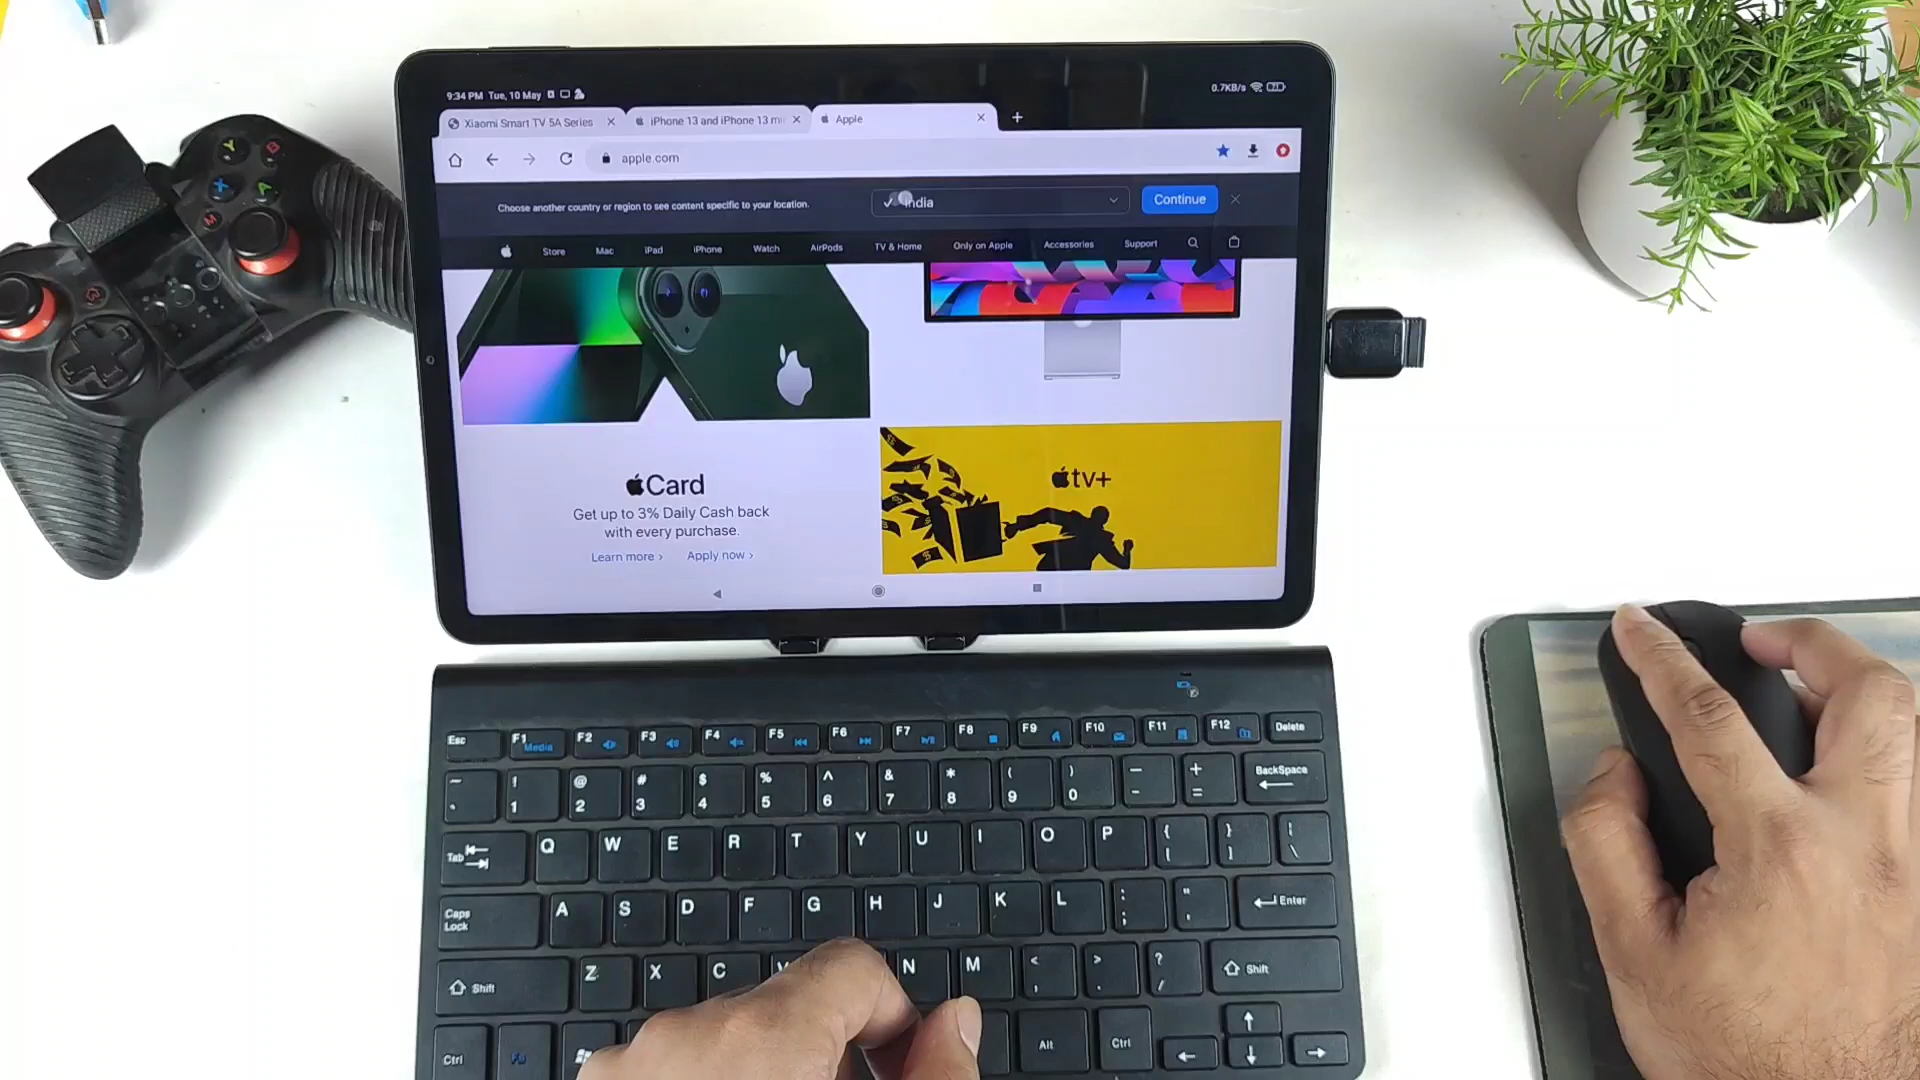 9:34 PM Tue, 10 May
0.7KB/s
Xiaomi Smart TV 5A Series
iPhone 13 and iPhone 13 mi
Apple
apple.com
Choose another country or region to see content specific to your location.
India
Continue
Store Mac iPad iPhone Watch AirPods TV & Home Only on Apple Accessories Support
Card
Get up to 3% Daily Cash back
with every purchase.
Learn more > Apply now >
tv+
Y B X A M
Esc F1 Media F2 F3 F4 F5 F6 F7 F8 F9 F10 F11 F12 Delete
~ ` ! 1 @ 2 # 3 $ 4 % 5 ^ 6 & 7 * 8 ( 9 ) 0 — - + = BackSpace
Tab Q W E R T Y U I O P { [ } ] | \
Caps Lock A S D F G H J K L : ; " ' Enter
Shift Z X C V N M < , > . ? / Shift
Ctrl Fn Alt Ctrl